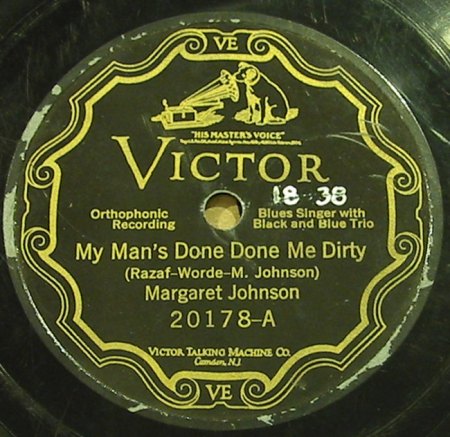 VE
"HIS MASTER'S VOICE"
VICTOR
18-38
Orthophonic
Recording
Blues Singer with
Black and Blue Trio
My Man's Done Done Me Dirty
(Razaf-Worde-M. Johnson)
Margaret Johnson
20178-A
VICTOR TALKING MACHINE CO.
Camden, N.J.
VE